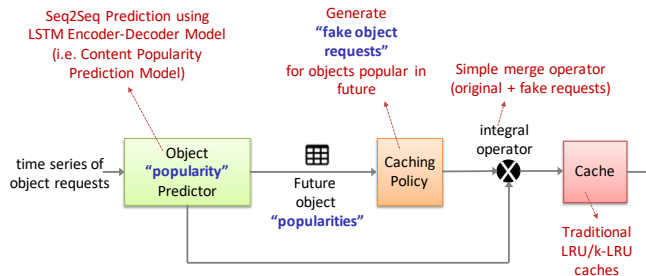 Seq2Seq Prediction using
LSTM Encoder-Decoder Model
(i.e. Content Popularity
Prediction Model)
Generate
“fake object
requests”
for objects popular in
future
Simple merge operator
(original + fake requests)
integral
operator
time series of
object requests
Object
“popularity”
Predictor
Future
object
“popularities”
Caching
Policy
Cache
Traditional
LRU/k-LRU
caches